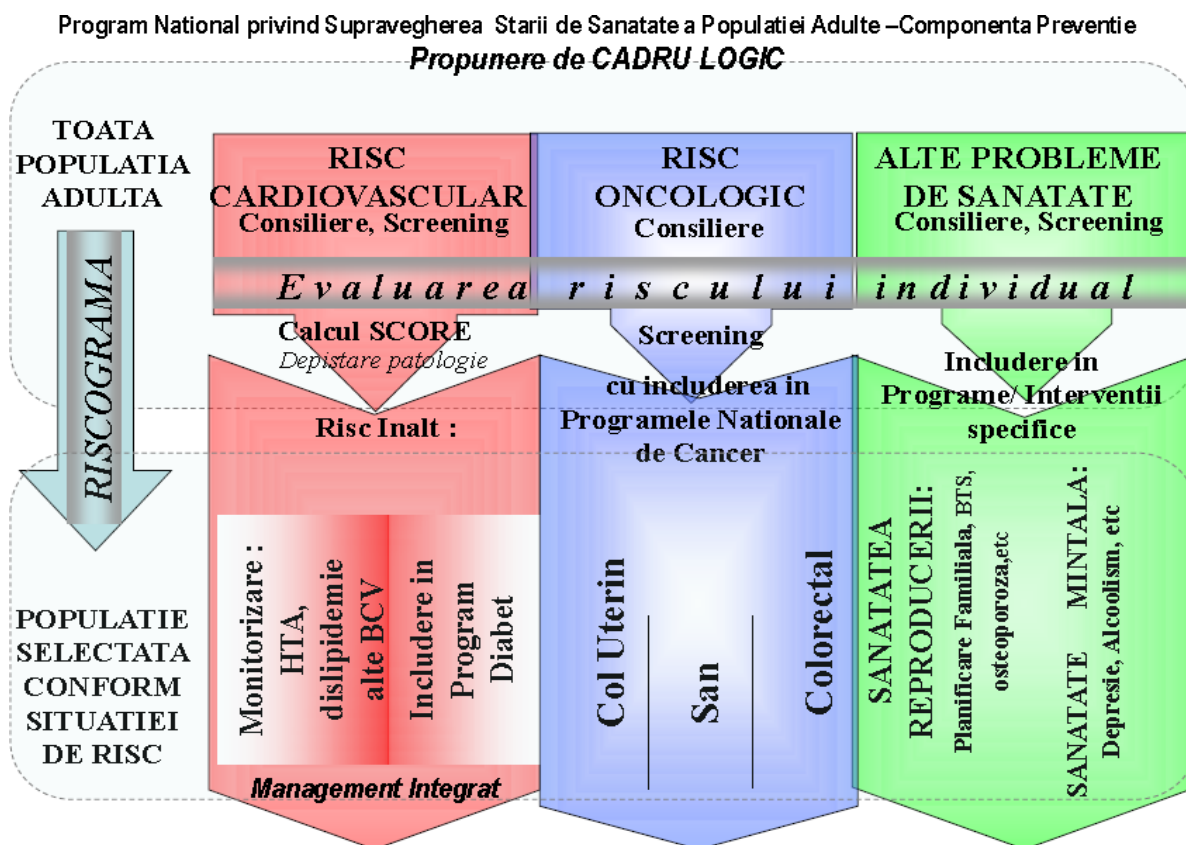 Program National privind Supravegherea Starii de Sanatate a Populatiei Adulte –Componenta Preventie
Propunere de CADRU LOGIC
TOATA
POPULATIA
ADULTA
RISC
CARDIOVASCULAR
Consiliere, Screening
RISC
ONCOLOGIC
Consiliere
ALTE PROBLEME
DE SANATATE
Consiliere, Screening
RISCOGRAMA
Evaluarea riscului individual
Calcul SCORE
Depistare patologie
Screening
cu includerea in
Programele Nationale
de Cancer
Includere in
Programe/ Interventii
specifice
Risc Inalt :
POPULATIE
SELECTATA
CONFORM
SITUATIEI
DE RISC
Monitorizare :
HTA,
dislipidemie
alte BCV
Includere in
Program
Diabet
Management Integrat
Col Uterin
San
Colorectal
SANATATEA
REPRODUCERII:
Planificare Familiala, BTS,
osteoporoza,etc
SANATATE MINTALA:
Depresie, Alcoolism, etc